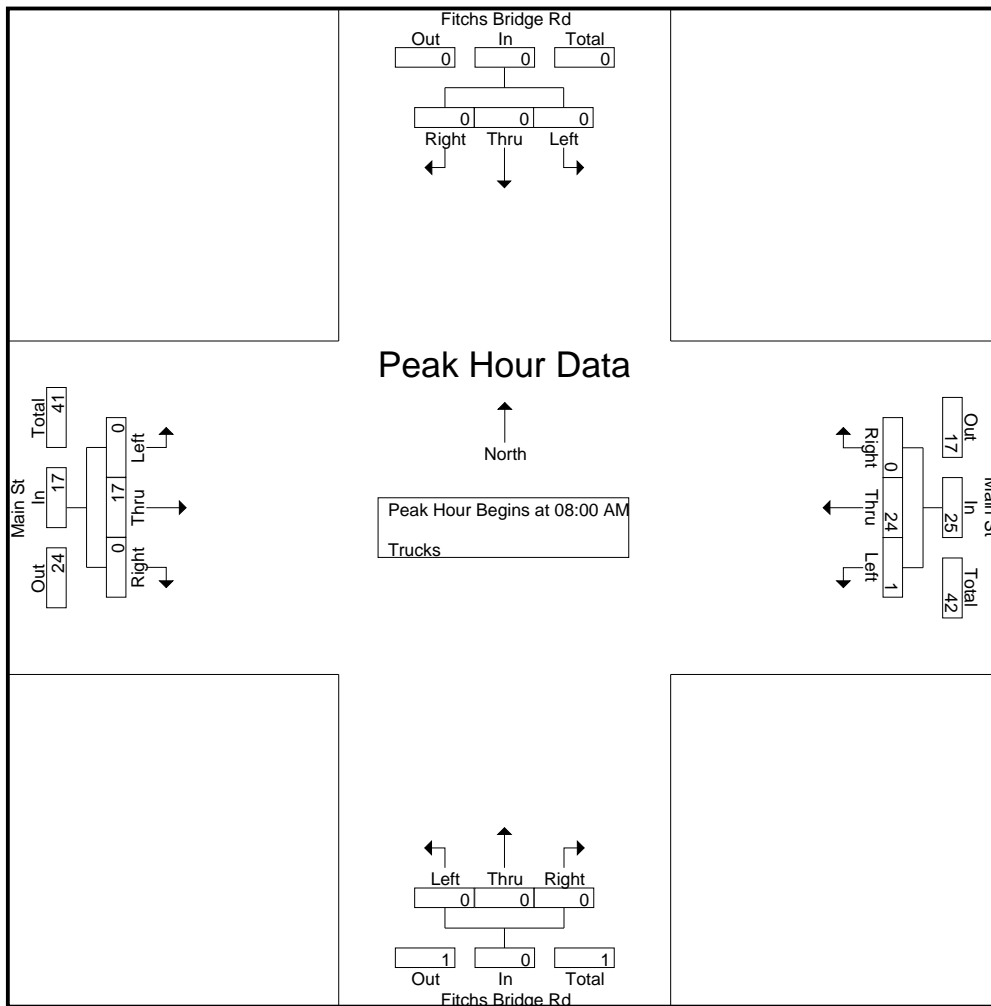 Fitchs Bridge Rd
Out In Total
0 0 0
0 0 0
Right Thru Left
Peak Hour Data
North
Peak Hour Begins at 08:00 AM
Trucks
Main St
Total In Out
41 17 24
0 17 0
Left Thru Right
Right Thru Left
0 24 1
Out In Total
17 25 42
Main St
Left Thru Right
0 0 0
1 0 1
Out In Total
Fitchs Bridge Rd